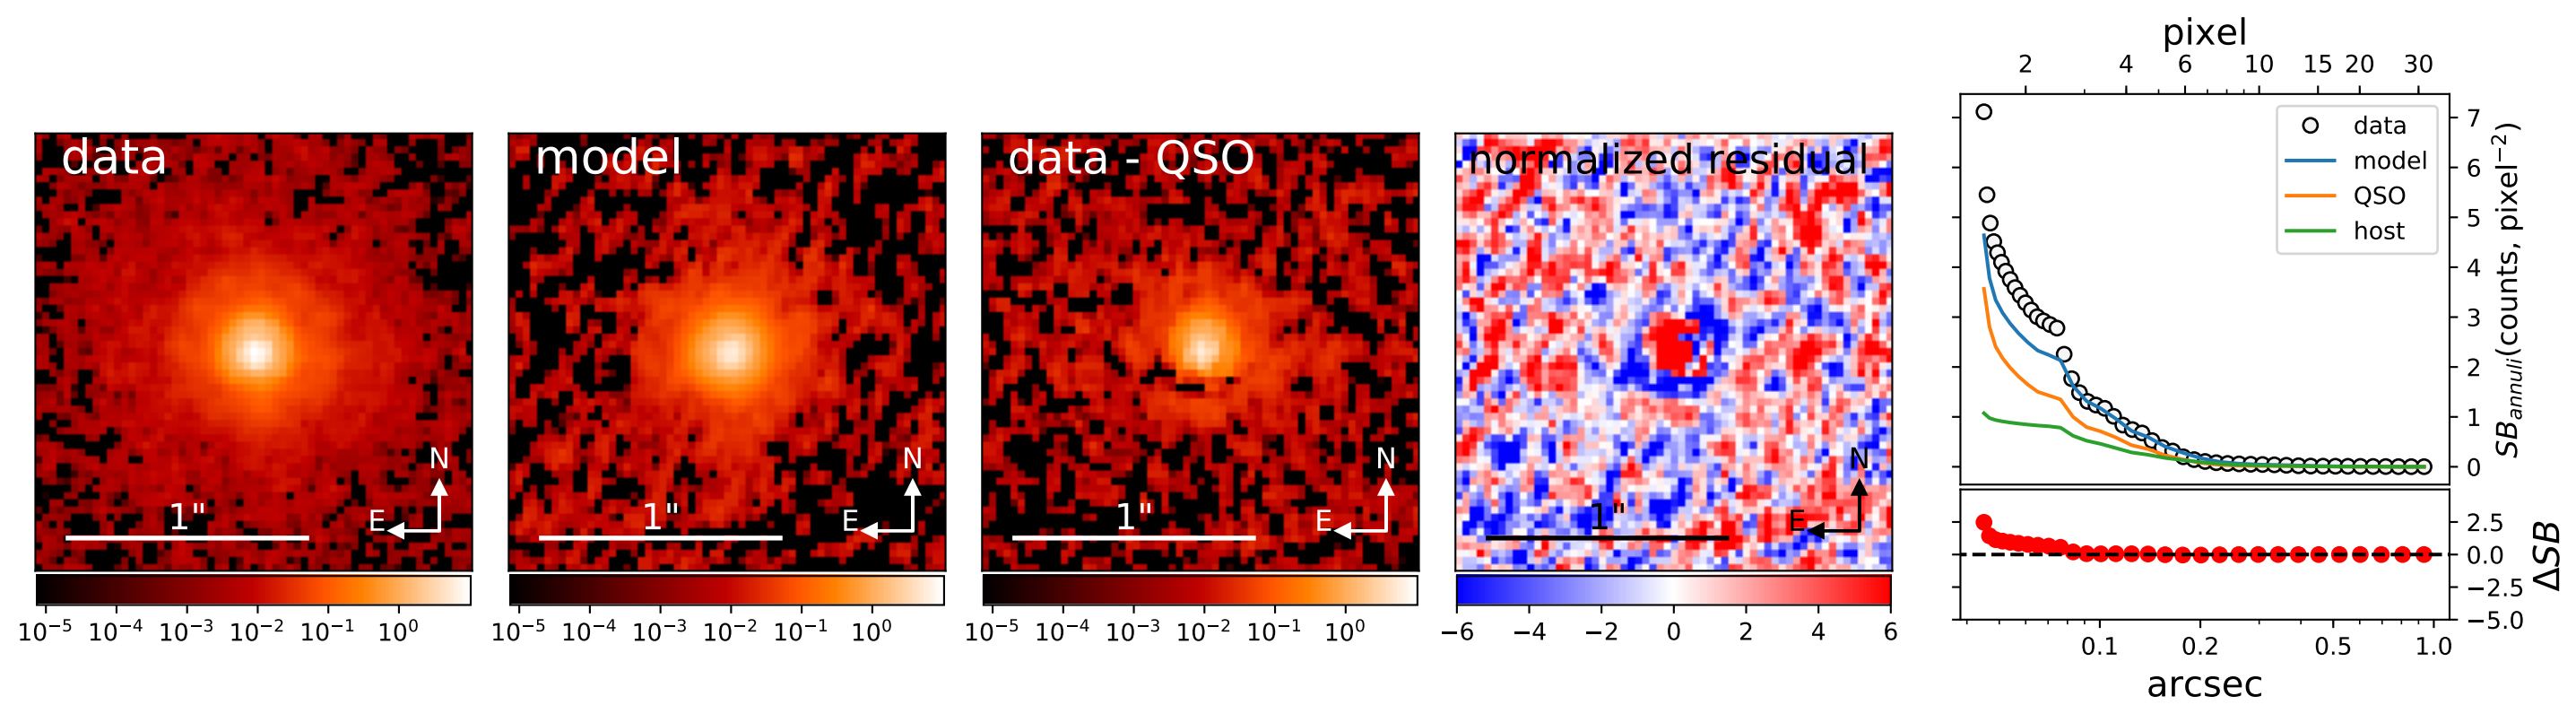 data
N
E
1"
10⁻⁵ 10⁻⁴ 10⁻³ 10⁻² 10⁻¹ 10⁰
model
N
E
1"
10⁻⁵ 10⁻⁴ 10⁻³ 10⁻² 10⁻¹ 10⁰
data - QSO
N
E
1"
10⁻⁵ 10⁻⁴ 10⁻³ 10⁻² 10⁻¹ 10⁰
normalized residual
N
E
1"
−6 −4 −2 0 2 4 6
pixel
2 4 6 10 15 20 30
data
model
QSO
host
7
6
5
4
3
2
1
0
SB_annuli(counts, pixel⁻²)
2.5
0.0
−2.5
−5.0
ΔSB
0.1 0.2 0.5 1.0
arcsec